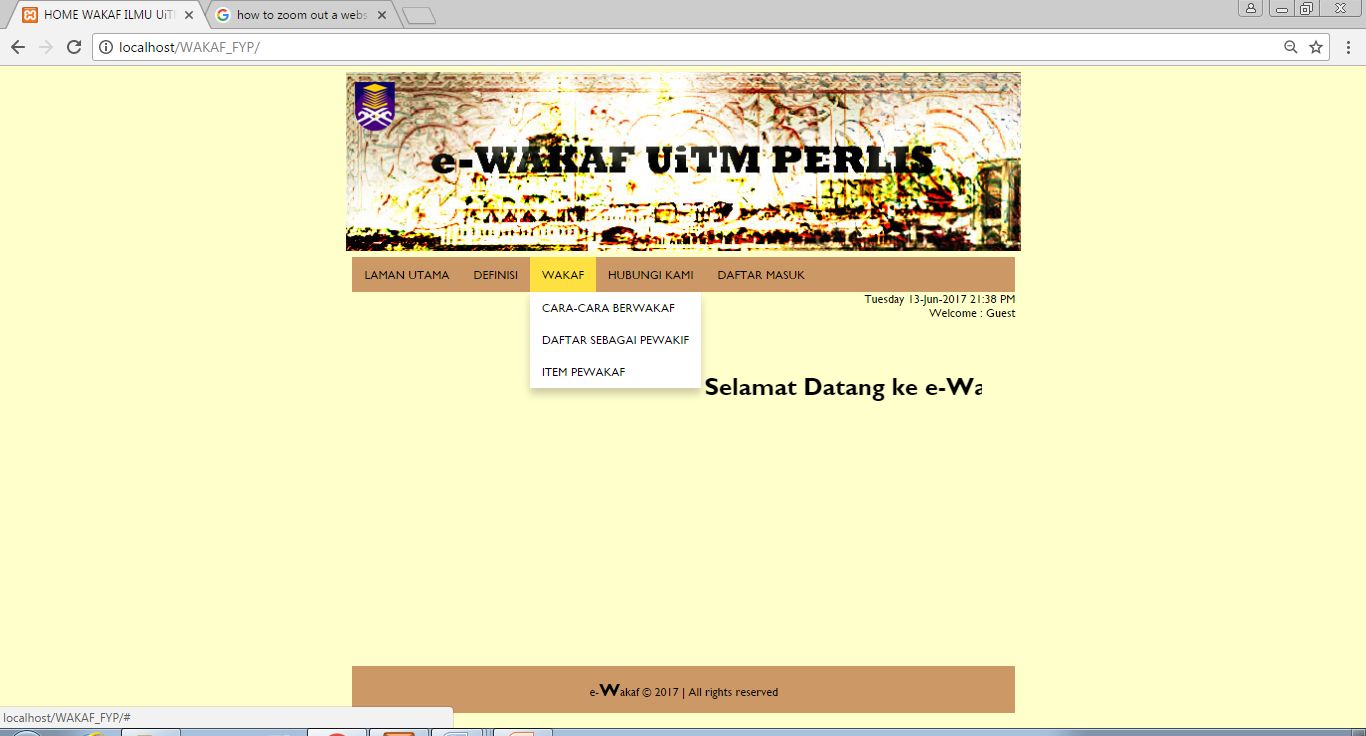 HOME WAKAF ILMU UiT
how to zoom out a webs
localhost/WAKAF_FYP/
e-WAKAF UiTM PERLIS
LAMAN UTAMA DEFINISI WAKAF HUBUNGI KAMI DAFTAR MASUK
Tuesday 13-Jun-2017 21:38 PM
Welcome : Guest
CARA-CARA BERWAKAF
DAFTAR SEBAGAI PEWAKIF
ITEM PEWAKAF
Selamat Datang ke e-Wa
e-Wakaf © 2017 | All rights reserved
localhost/WAKAF_FYP/#